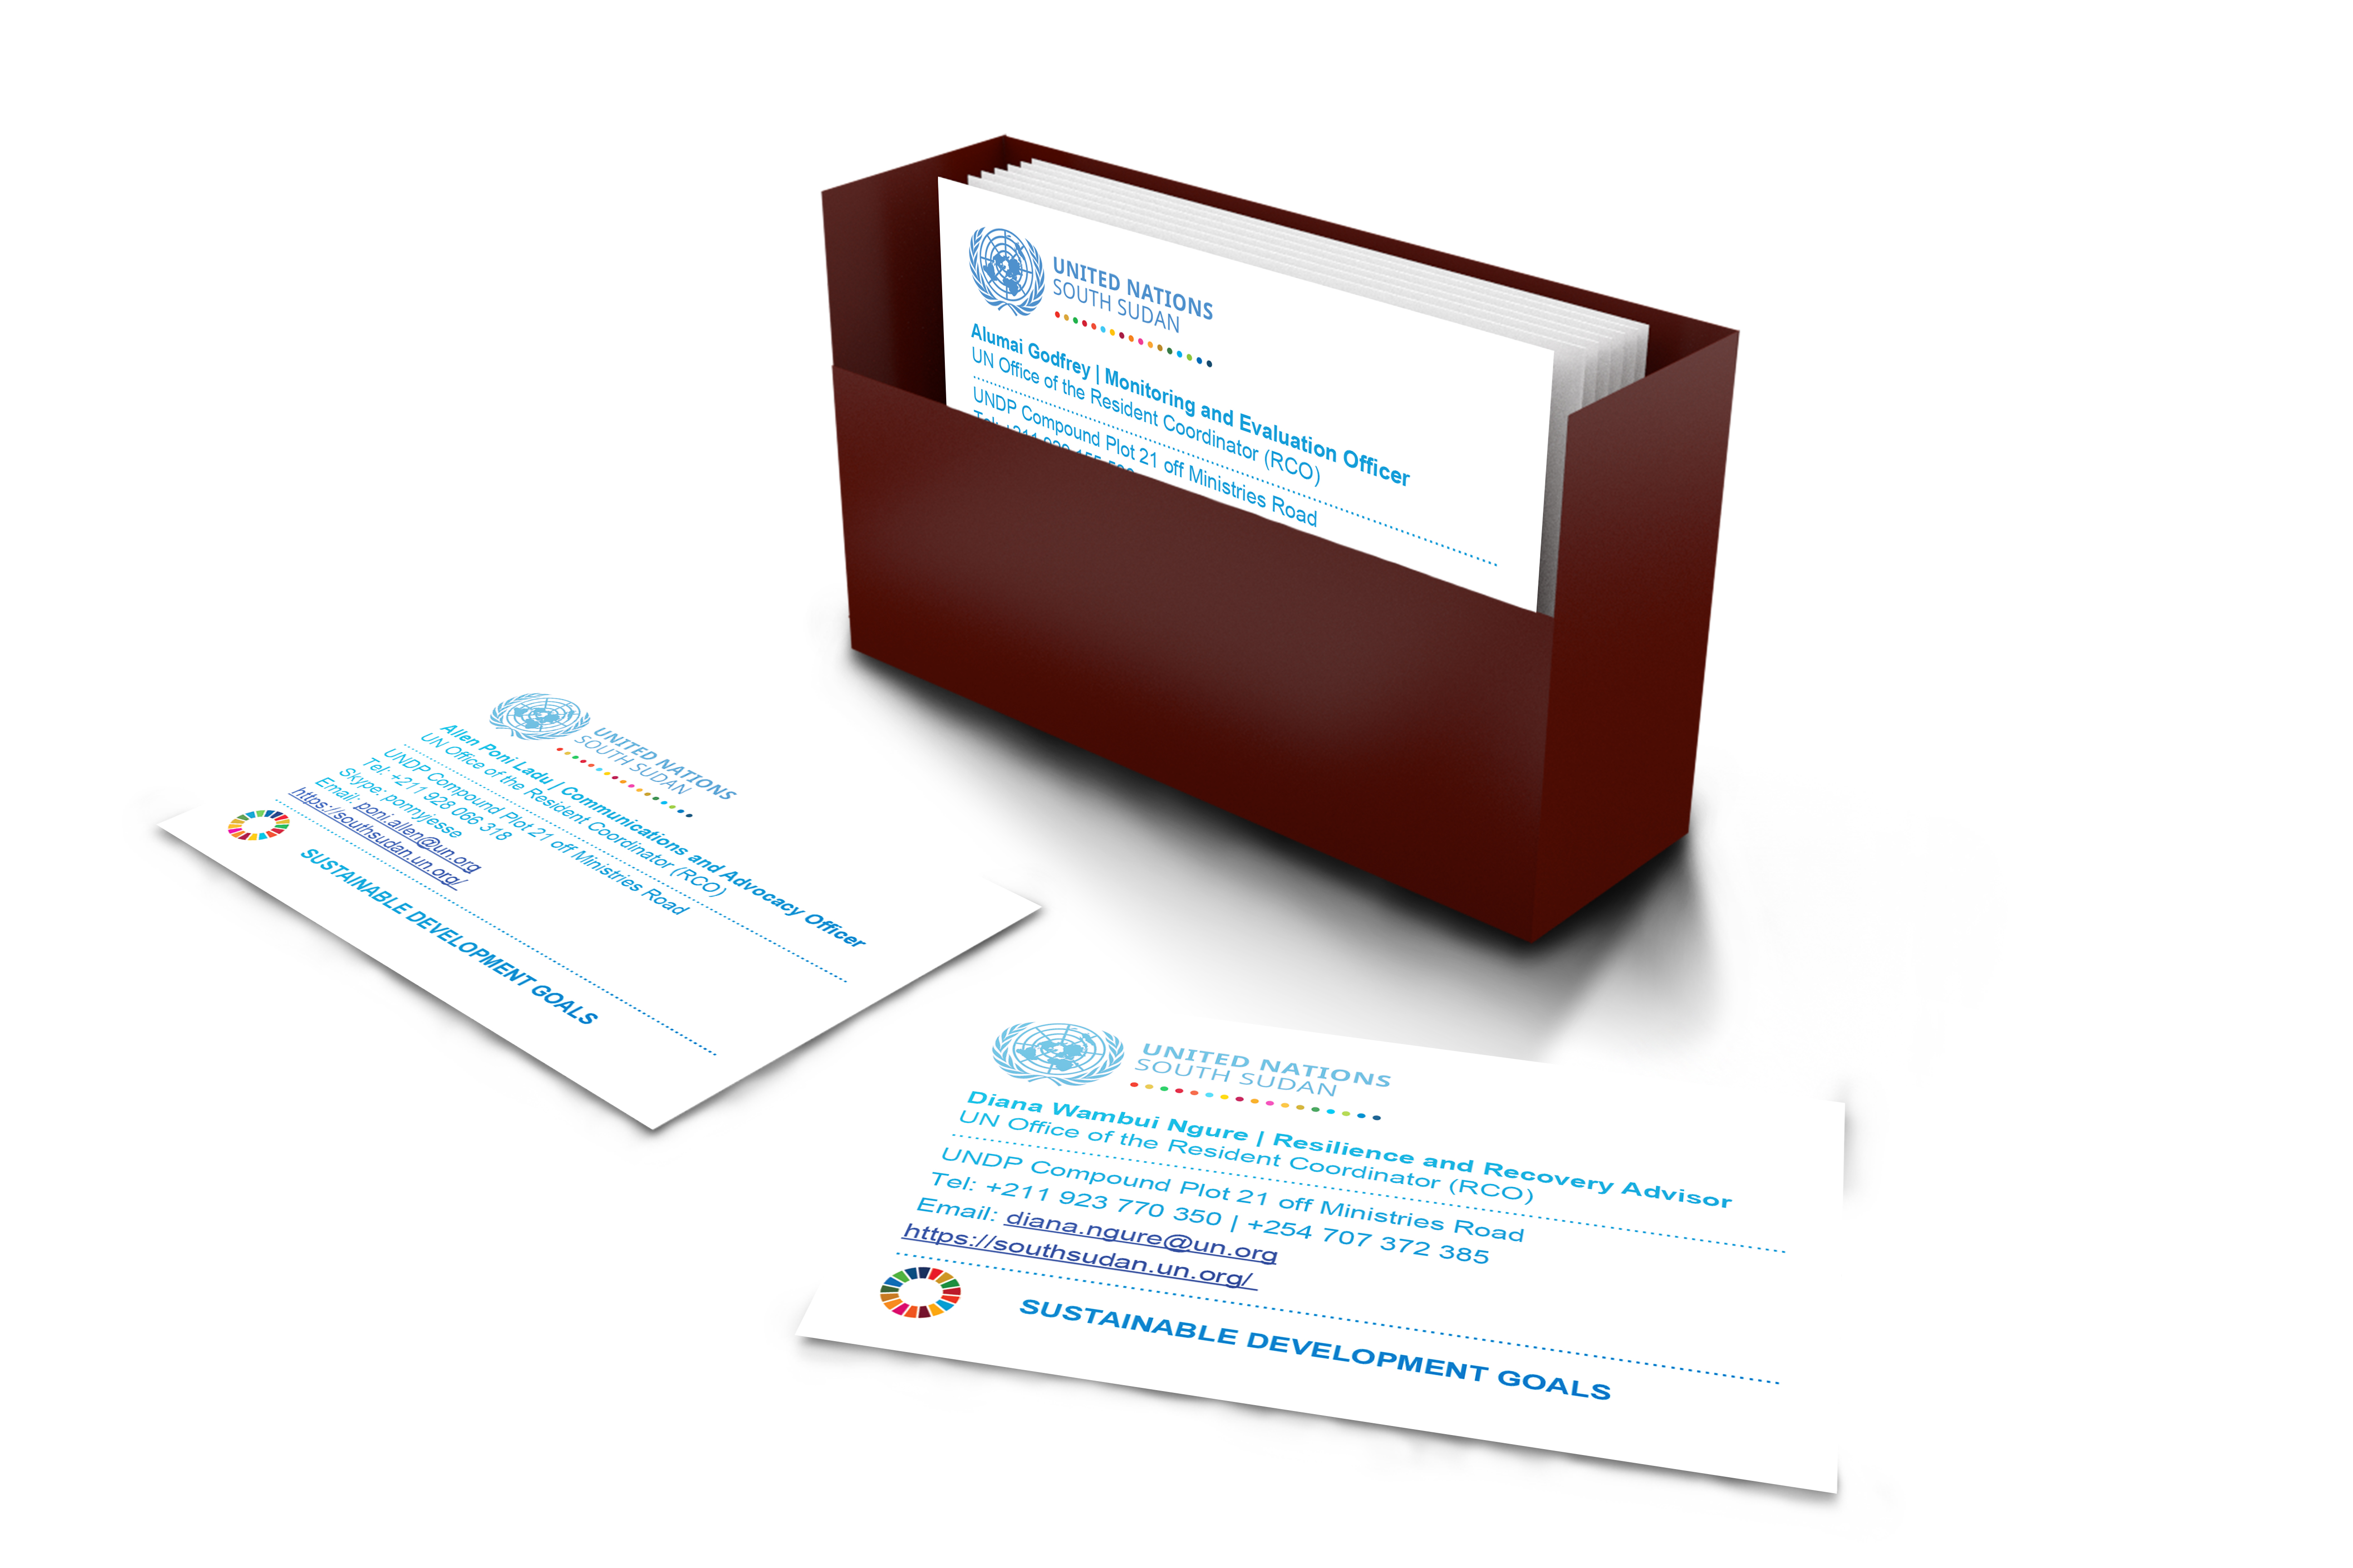 UNITED NATIONS
SOUTH SUDAN
Alumai Godfrey | Monitoring and Evaluation Officer
UN Office of the Resident Coordinator (RCO)
UNDP Compound Plot 21 off Ministries Road
Tel: +211
UNITED NATIONS
SOUTH SUDAN
Allen Poni Ladu | Communications and Advocacy Officer
UN Office of the Resident Coordinator (RCO)
UNDP Compound Plot 21 off Ministries Road
Tel: +211 928 066 318
Skype: ponnyjesse
Email: poni.allen@un.org
https://southsudan.un.org/
SUSTAINABLE DEVELOPMENT GOALS
UNITED NATIONS
SOUTH SUDAN
Diana Wambui Ngure | Resilience and Recovery Advisor
UN Office of the Resident Coordinator (RCO)
UNDP Compound Plot 21 off Ministries Road
Tel: +211 923 770 350 | +254 707 372 385
Email: diana.ngure@un.org
https://southsudan.un.org/
SUSTAINABLE DEVELOPMENT GOALS